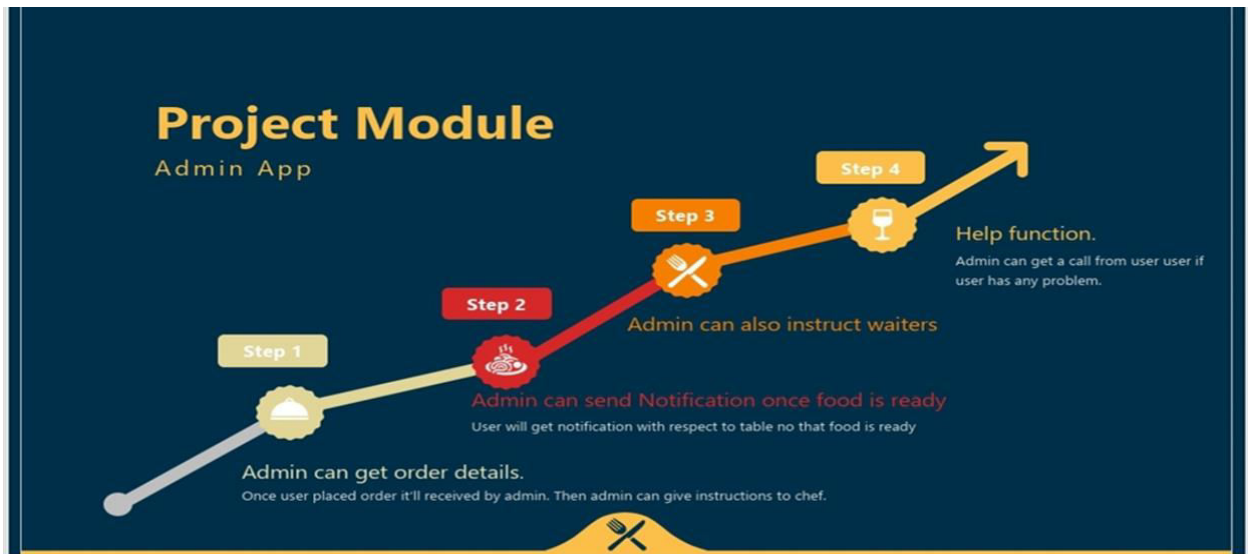 Project Module
Admin App
Step 1
Admin can get order details.
Once user placed order it'll received by admin. Then admin can give instructions to chef.
Step 2
Admin can send Notification once food is ready
User will get notification with respect to table no that food is ready
Step 3
Admin can also instruct waiters
Step 4
Help function.
Admin can get a call from user user if
user has any problem.